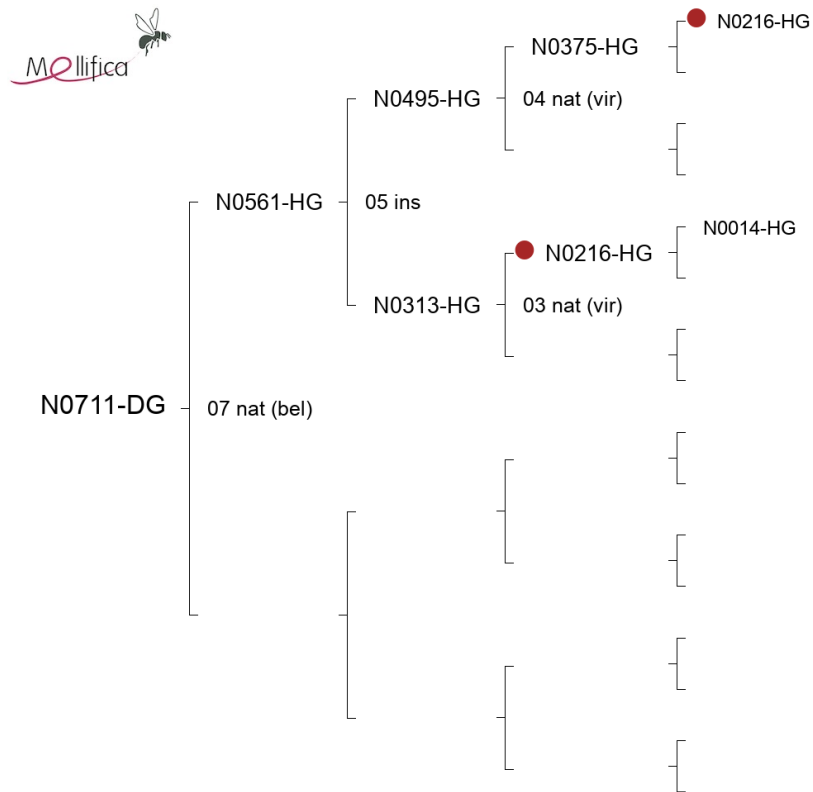 Mellifica
N0216-HG
N0375-HG
N0495-HG
04 nat (vir)
N0561-HG
05 ins
N0014-HG
N0216-HG
N0313-HG
03 nat (vir)
N0711-DG
07 nat (bel)